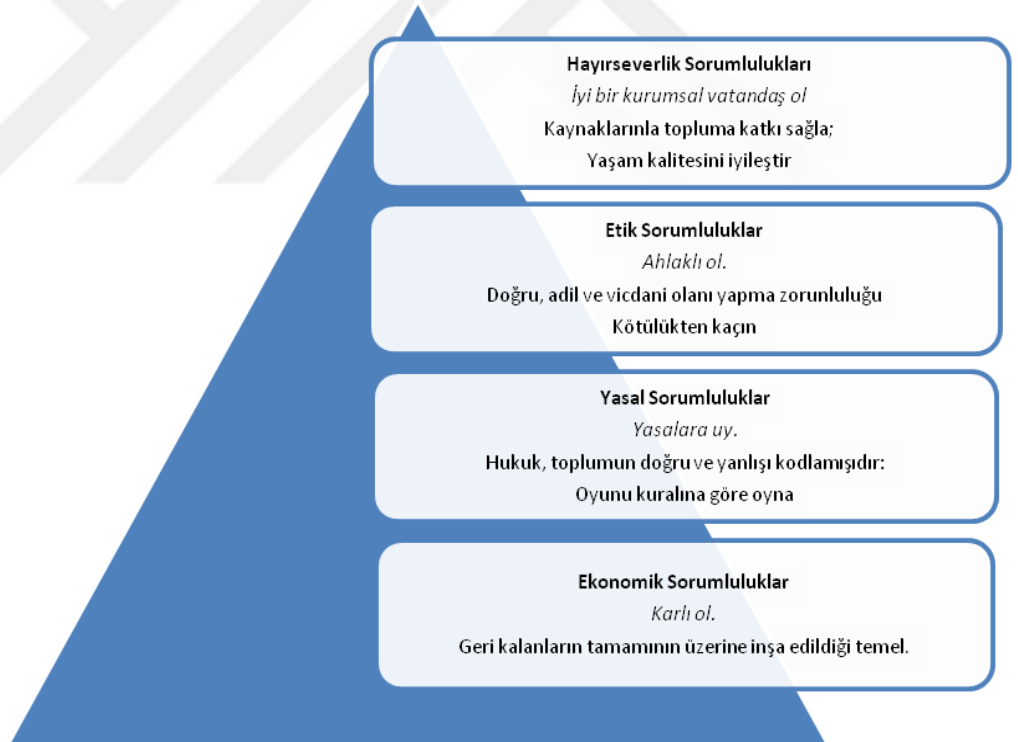 Hayırseverlik Sorumlulukları
İyi bir kurumsal vatandaş ol
Kaynaklarınla topluma katkı sağla;
Yaşam kalitesini iyileştir
Etik Sorumluluklar
Ahlaklı ol.
Doğru, adil ve vicdani olanı yapma zorunluluğu
Kötülükten kaçın
Yasal Sorumluluklar
Yasalara uy.
Hukuk, toplumun doğru ve yanlışı kodlamışıdır:
Oyunu kuralına göre oyna
Ekonomik Sorumluluklar
Karlı ol.
Geri kalanların tamamının üzerine inşa edildiği temel.